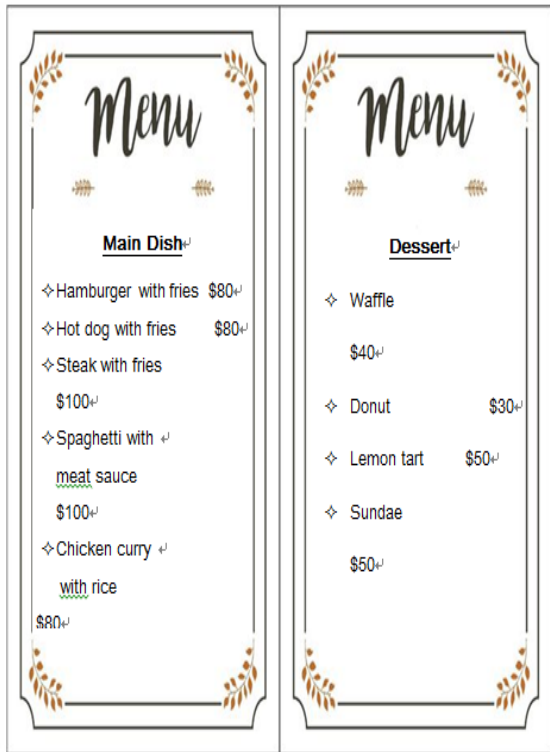 Menu
Main Dish
Hamburger with fries $80
Hot dog with fries $80
Steak with fries
$100
Spaghetti with
meat sauce
$100
Chicken curry
with rice
$80
Menu
Dessert
Waffle
$40
Donut $30
Lemon tart $50
Sundae
$50